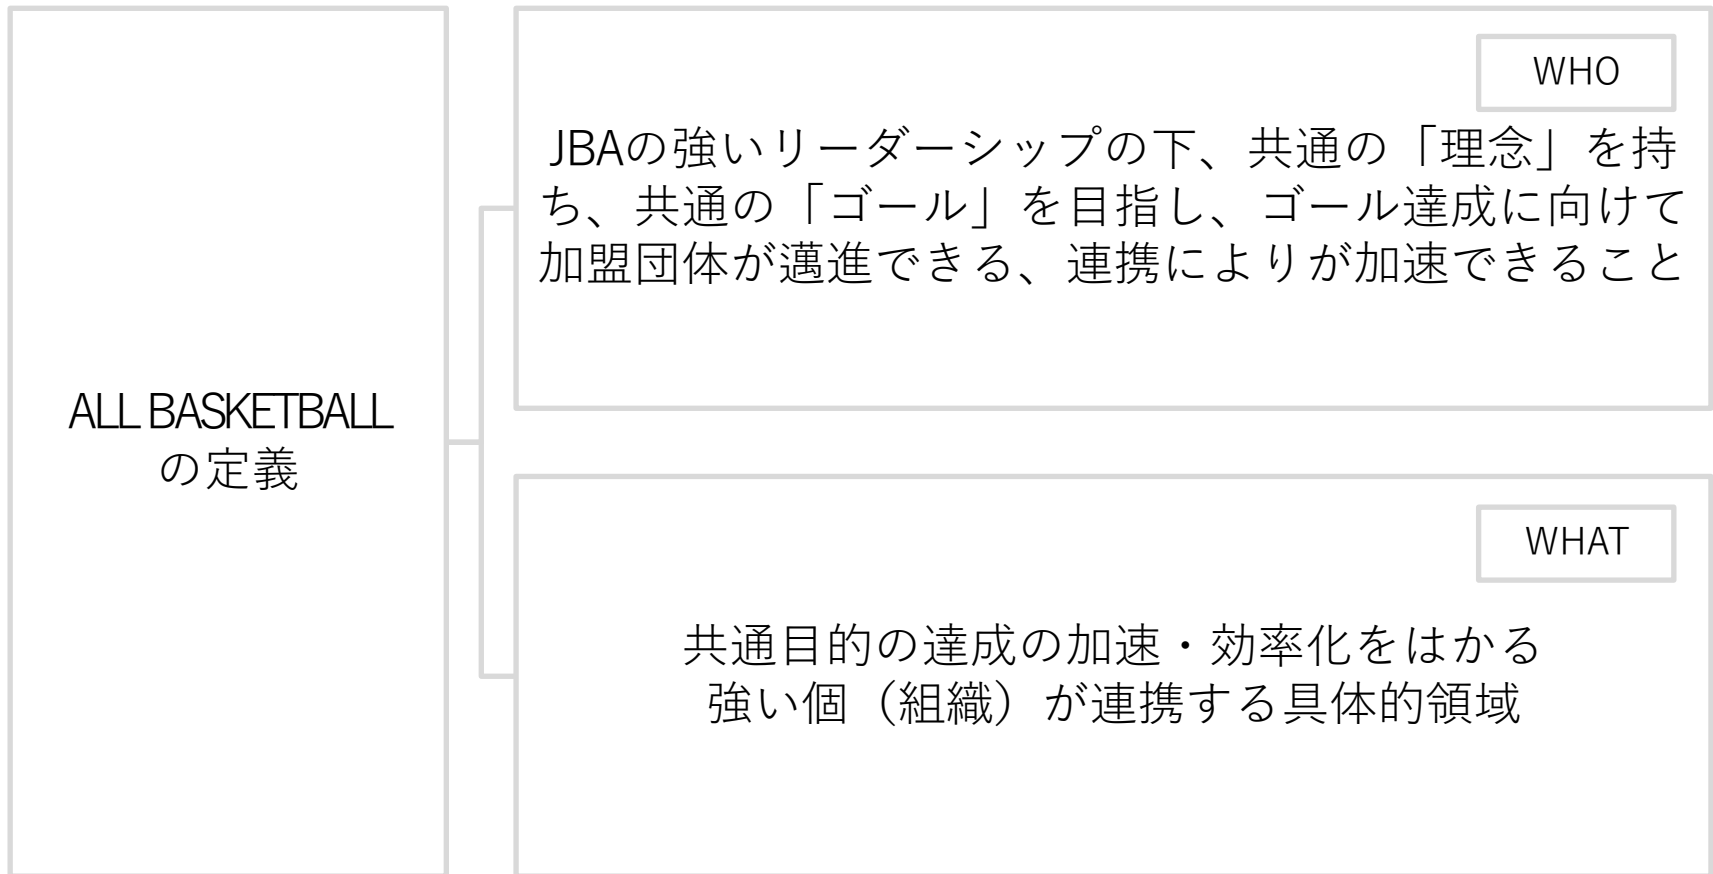 ALL BASKETBALL
の定義
WHO
JBAの強いリーダーシップの下、共通の「理念」を持
ち、共通の「ゴール」を目指し、ゴール達成に向けて
加盟団体が邁進できる、連携によりが加速できること
WHAT
共通目的の達成の加速・効率化をはかる
強い個（組織）が連携する具体的領域